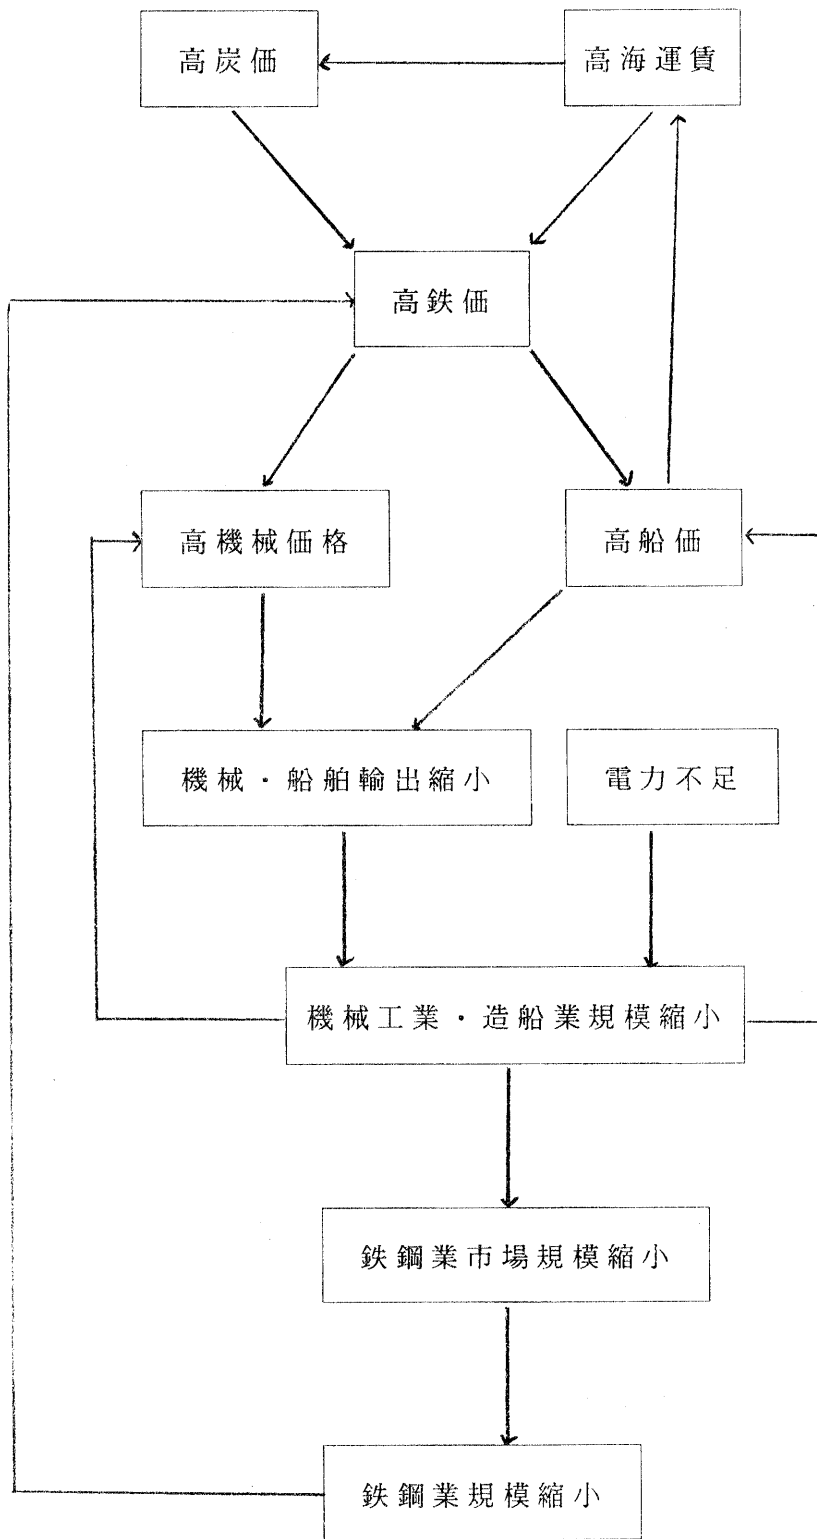 高炭価
高海運賃
高鉄価
高機械価格
高船価
機械・船舶輸出縮小
電力不足
機械工業・造船業規模縮小
鉄鋼業市場規模縮小
鉄鋼業規模縮小